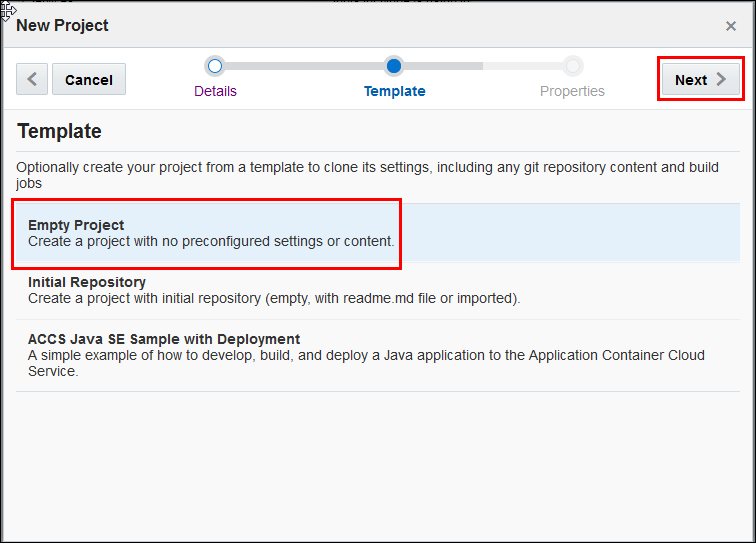 New Project
Cancel
Details
Template
Properties
Next
Template
Optionally create your project from a template to clone its settings, including any git repository content and build
jobs
Empty Project
Create a project with no preconfigured settings or content.
Initial Repository
Create a project with initial repository (empty, with readme.md file or imported).
ACCS Java SE Sample with Deployment
A simple example of how to develop, build, and deploy a Java application to the Application Container Cloud
Service.